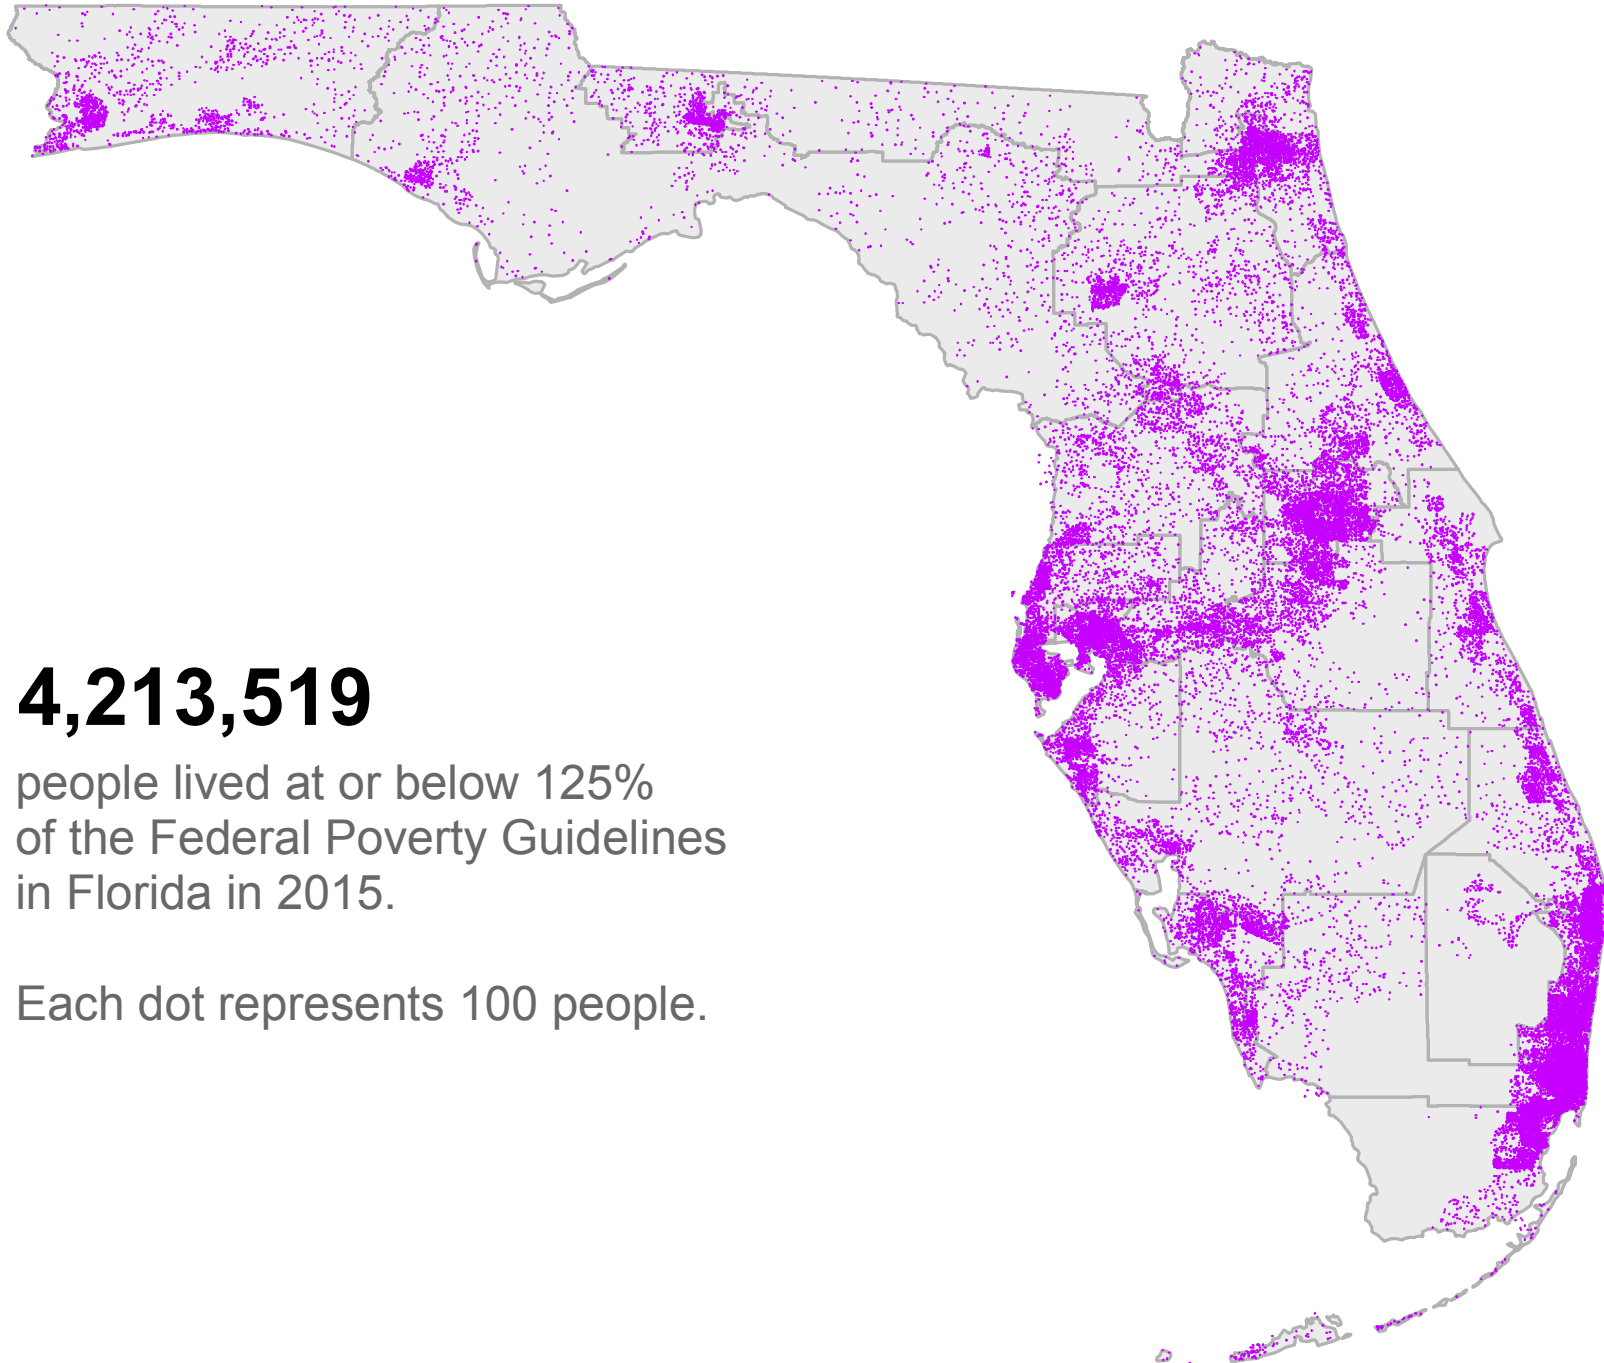 4,213,519
people lived at or below 125%
of the Federal Poverty Guidelines
in Florida in 2015.
Each dot represents 100 people.